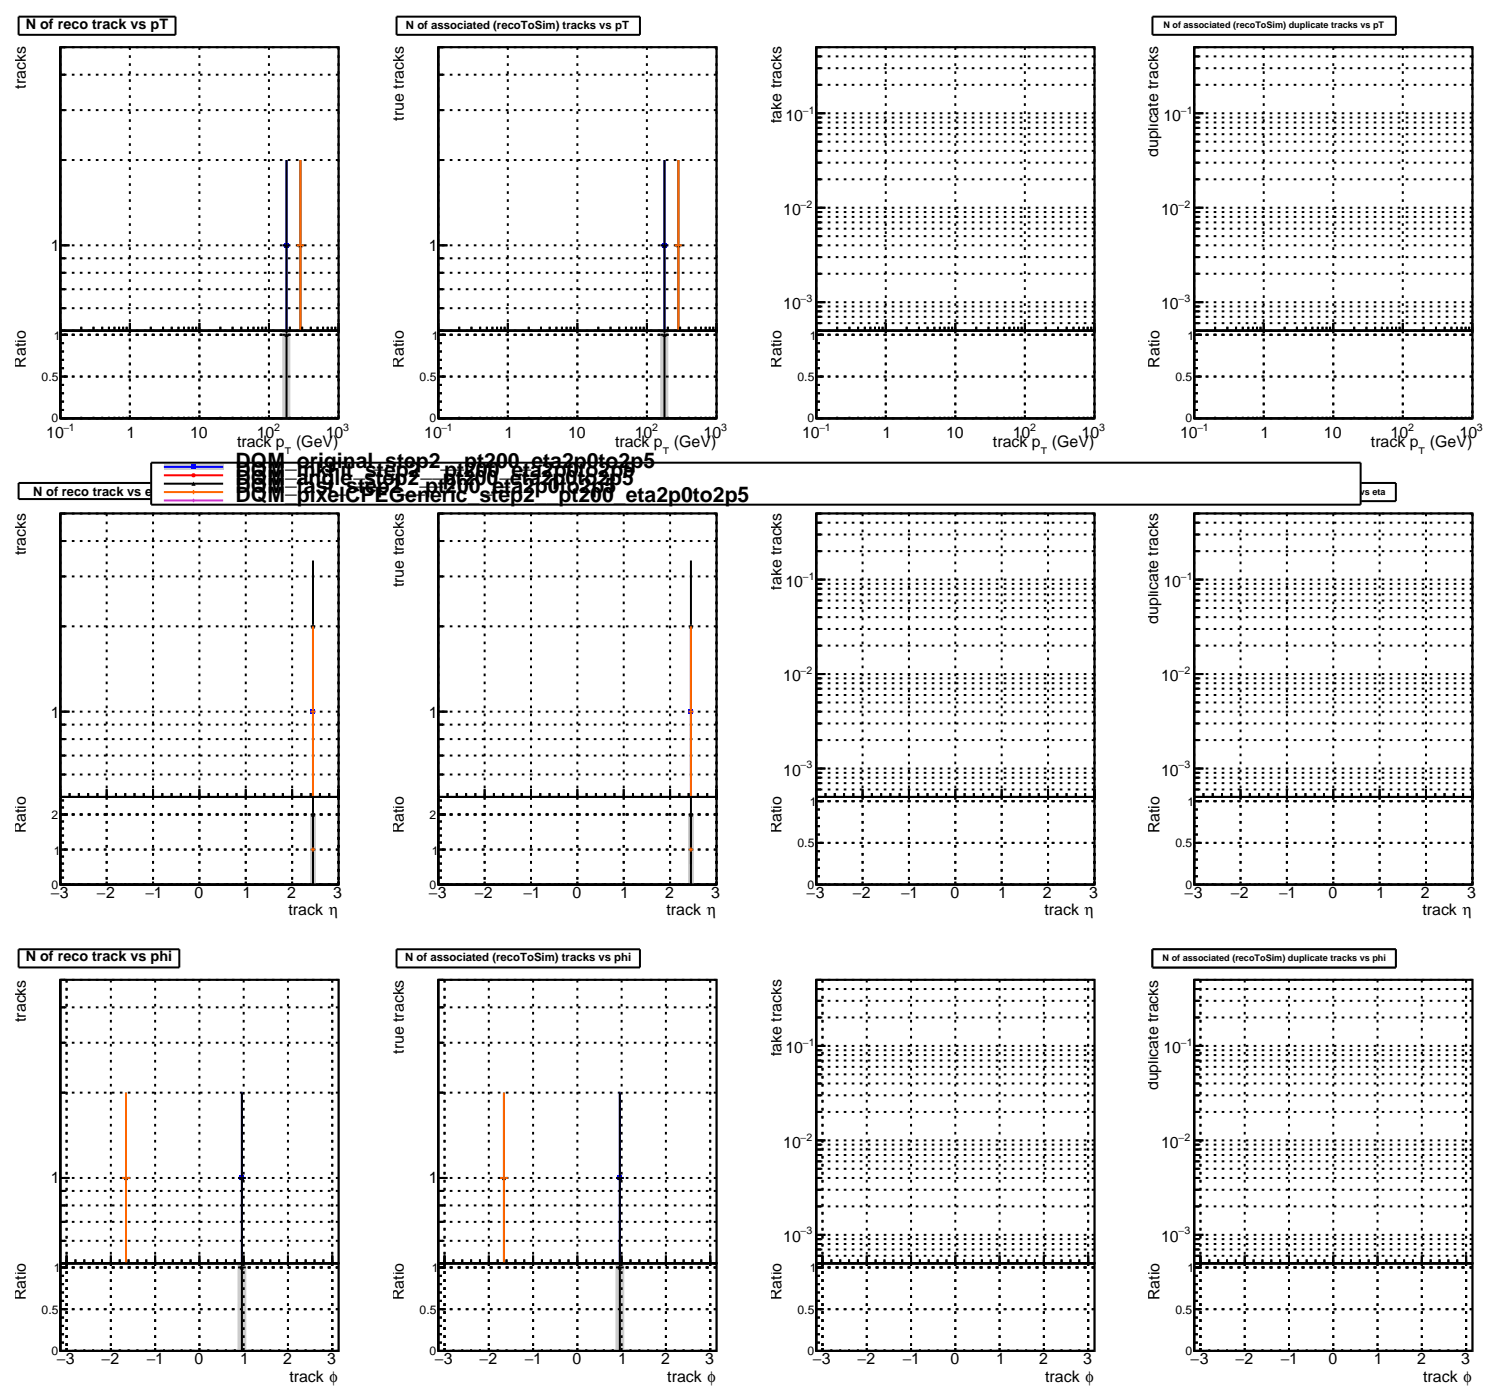 N of reco track vs pT
N of associated (recoToSim) tracks vs pT
N of associated (recoToSim) duplicate tracks vs pT
tracks
true tracks
fake tracks
duplicate tracks
1
1
10−1
10−2
10−3
10−1
10−2
10−3
Ratio
Ratio
Ratio
Ratio
1
0.5
0
1
0.5
0
1
0.5
0
1
0.5
0
10−1 1 10 102 103
10−1 1 10 102 103
10−1 1 10 102 103
10−1 1 10 102 103
track pT (GeV)
track pT (GeV)
track pT (GeV)
track pT (GeV)
DQM_original_step2__pt200_eta2p0to2p5
DQM_pixelCPEGeneric_step2__pt200_eta2p0to2p5
N of reco track vs e
vs eta
tracks
true tracks
fake tracks
duplicate tracks
1
1
10−1
10−2
10−3
10−1
10−2
10−3
Ratio
Ratio
Ratio
Ratio
2
1
0
2
1
0
1
0.5
0
1
0.5
0
−3 −2 −1 0 1 2 3
−3 −2 −1 0 1 2 3
−3 −2 −1 0 1 2 3
−3 −2 −1 0 1 2 3
track η
track η
track η
track η
N of reco track vs phi
N of associated (recoToSim) tracks vs phi
N of associated (recoToSim) duplicate tracks vs phi
tracks
true tracks
fake tracks
duplicate tracks
1
1
10−1
10−2
10−3
10−1
10−2
10−3
Ratio
Ratio
Ratio
Ratio
1
0.5
0
1
0.5
0
1
0.5
0
1
0.5
0
−3 −2 −1 0 1 2 3
−3 −2 −1 0 1 2 3
−3 −2 −1 0 1 2 3
−3 −2 −1 0 1 2 3
track ϕ
track ϕ
track ϕ
track ϕ